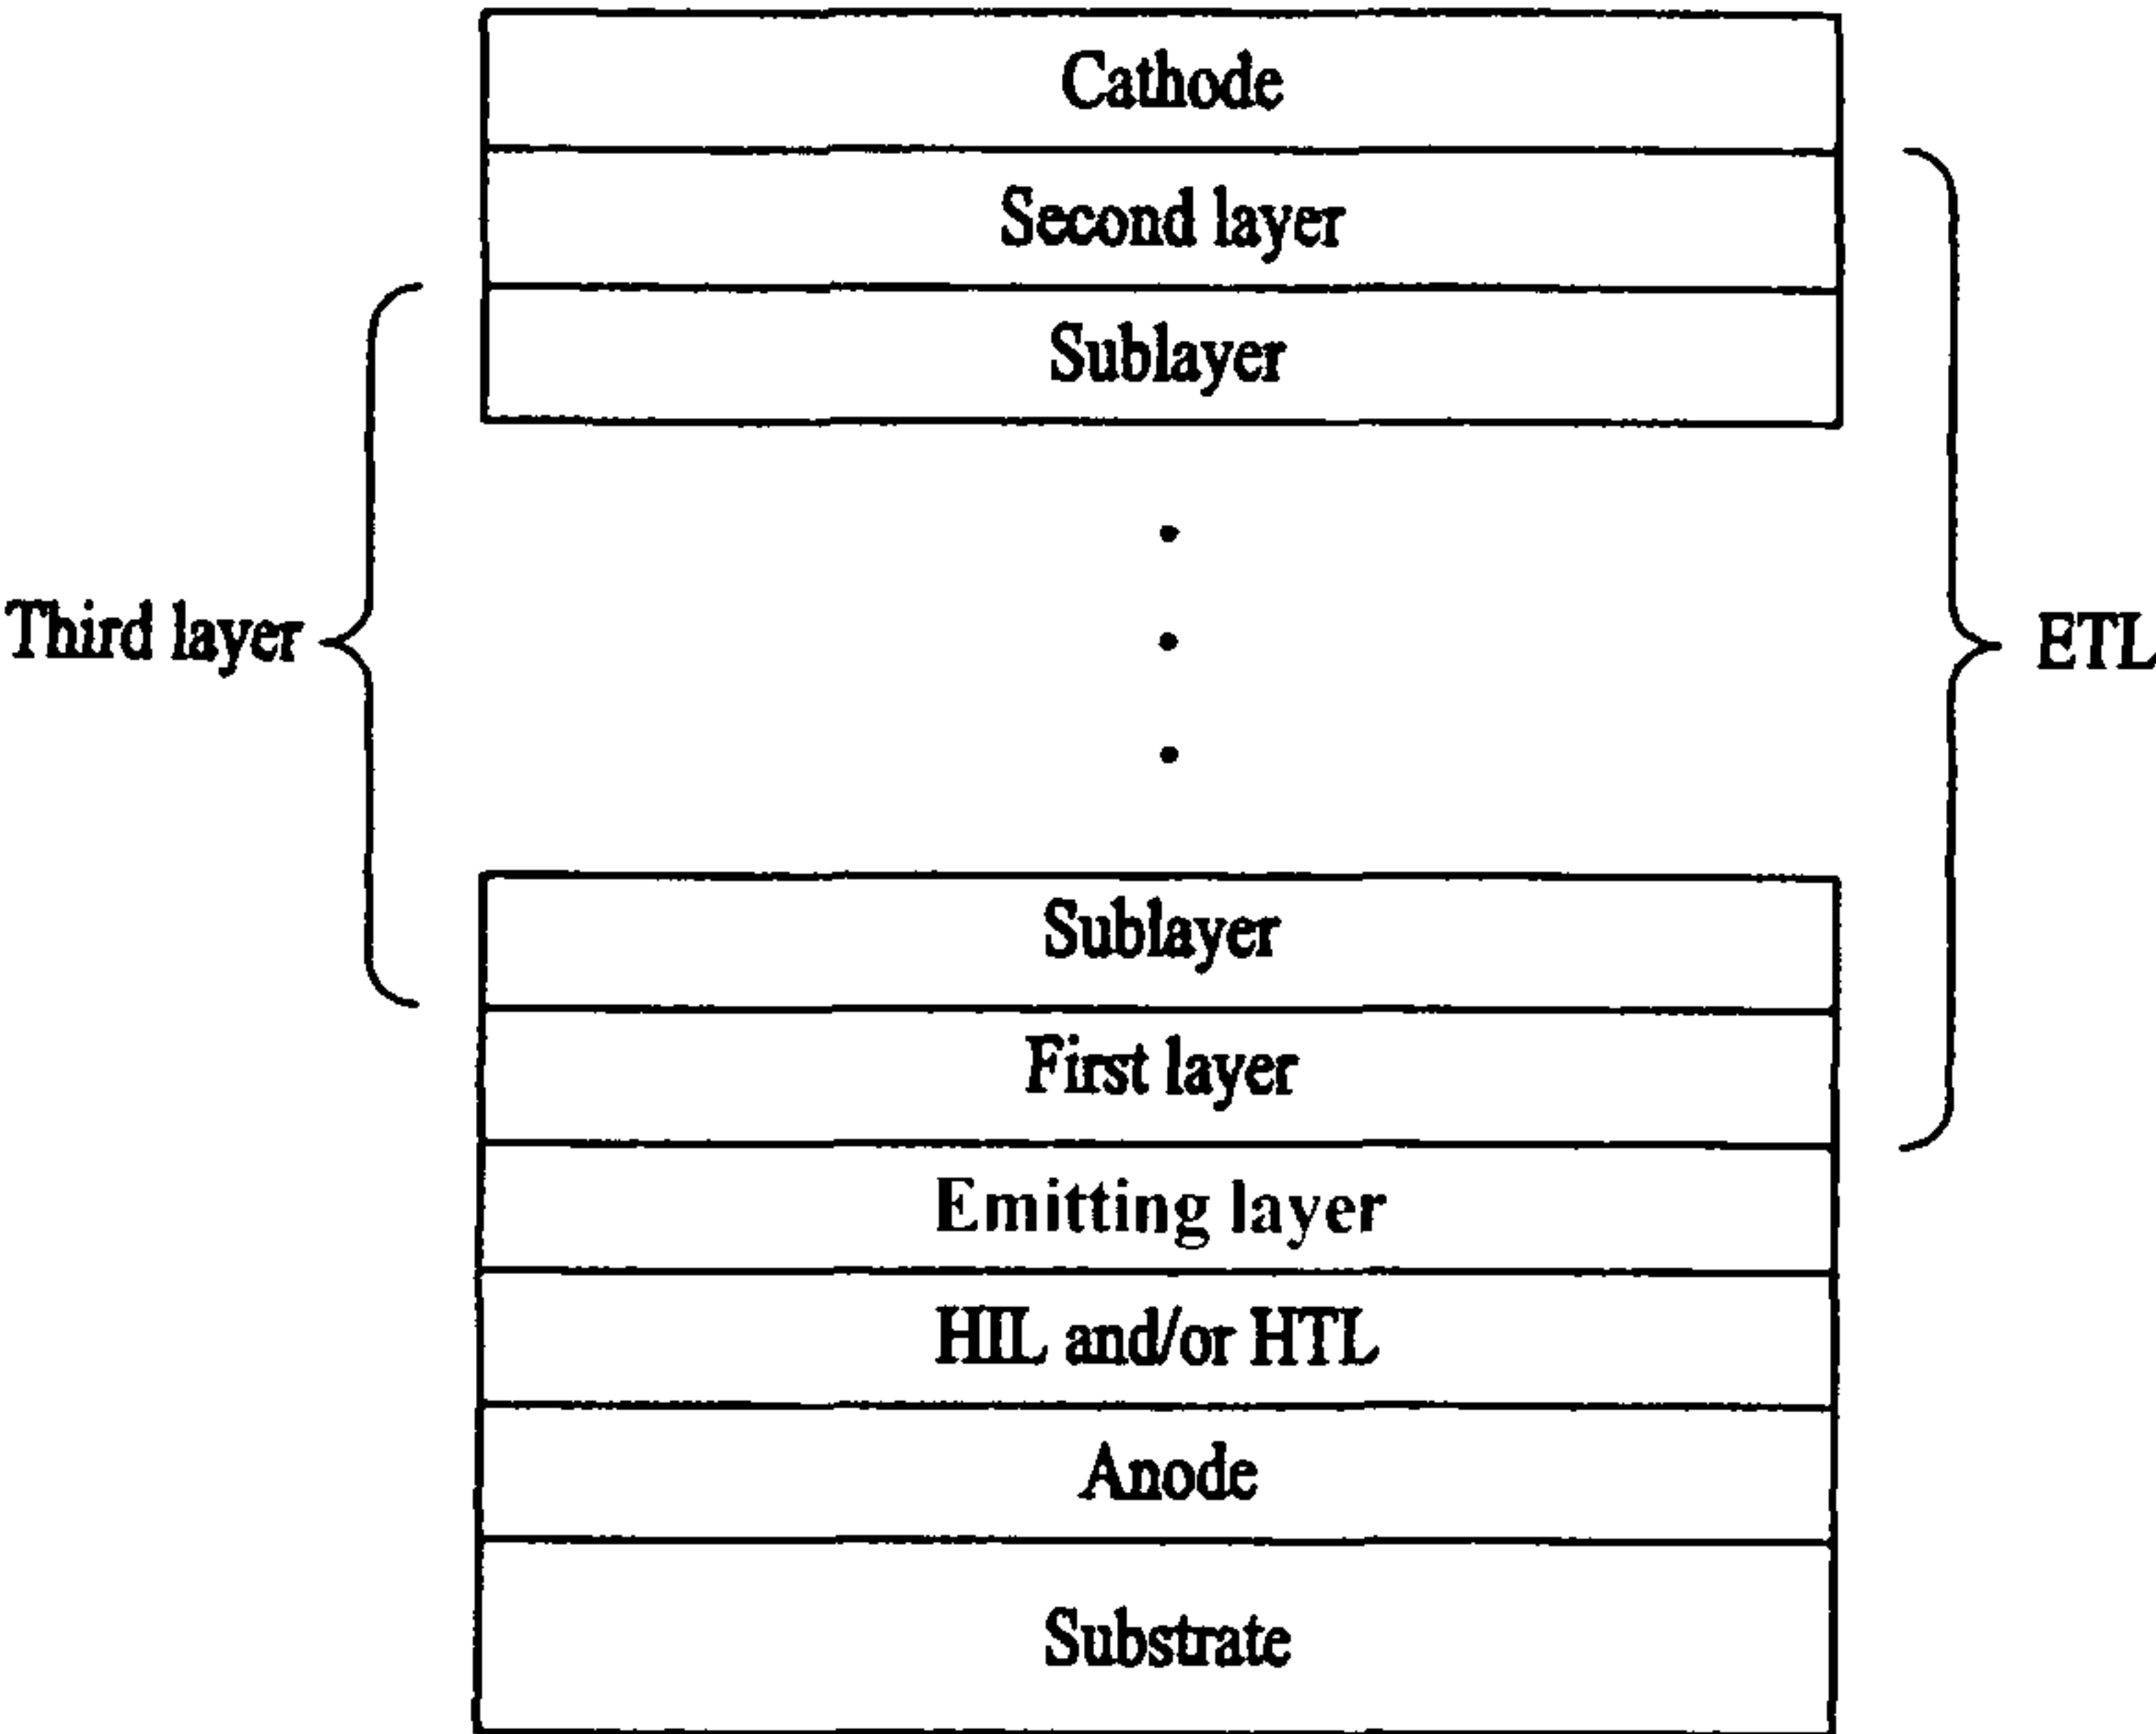 Cathode
Second layer
Sublayer
Third layer
ETL
Sublayer
First layer
Emitting layer
HIL and/or HTL
Anode
Substrate